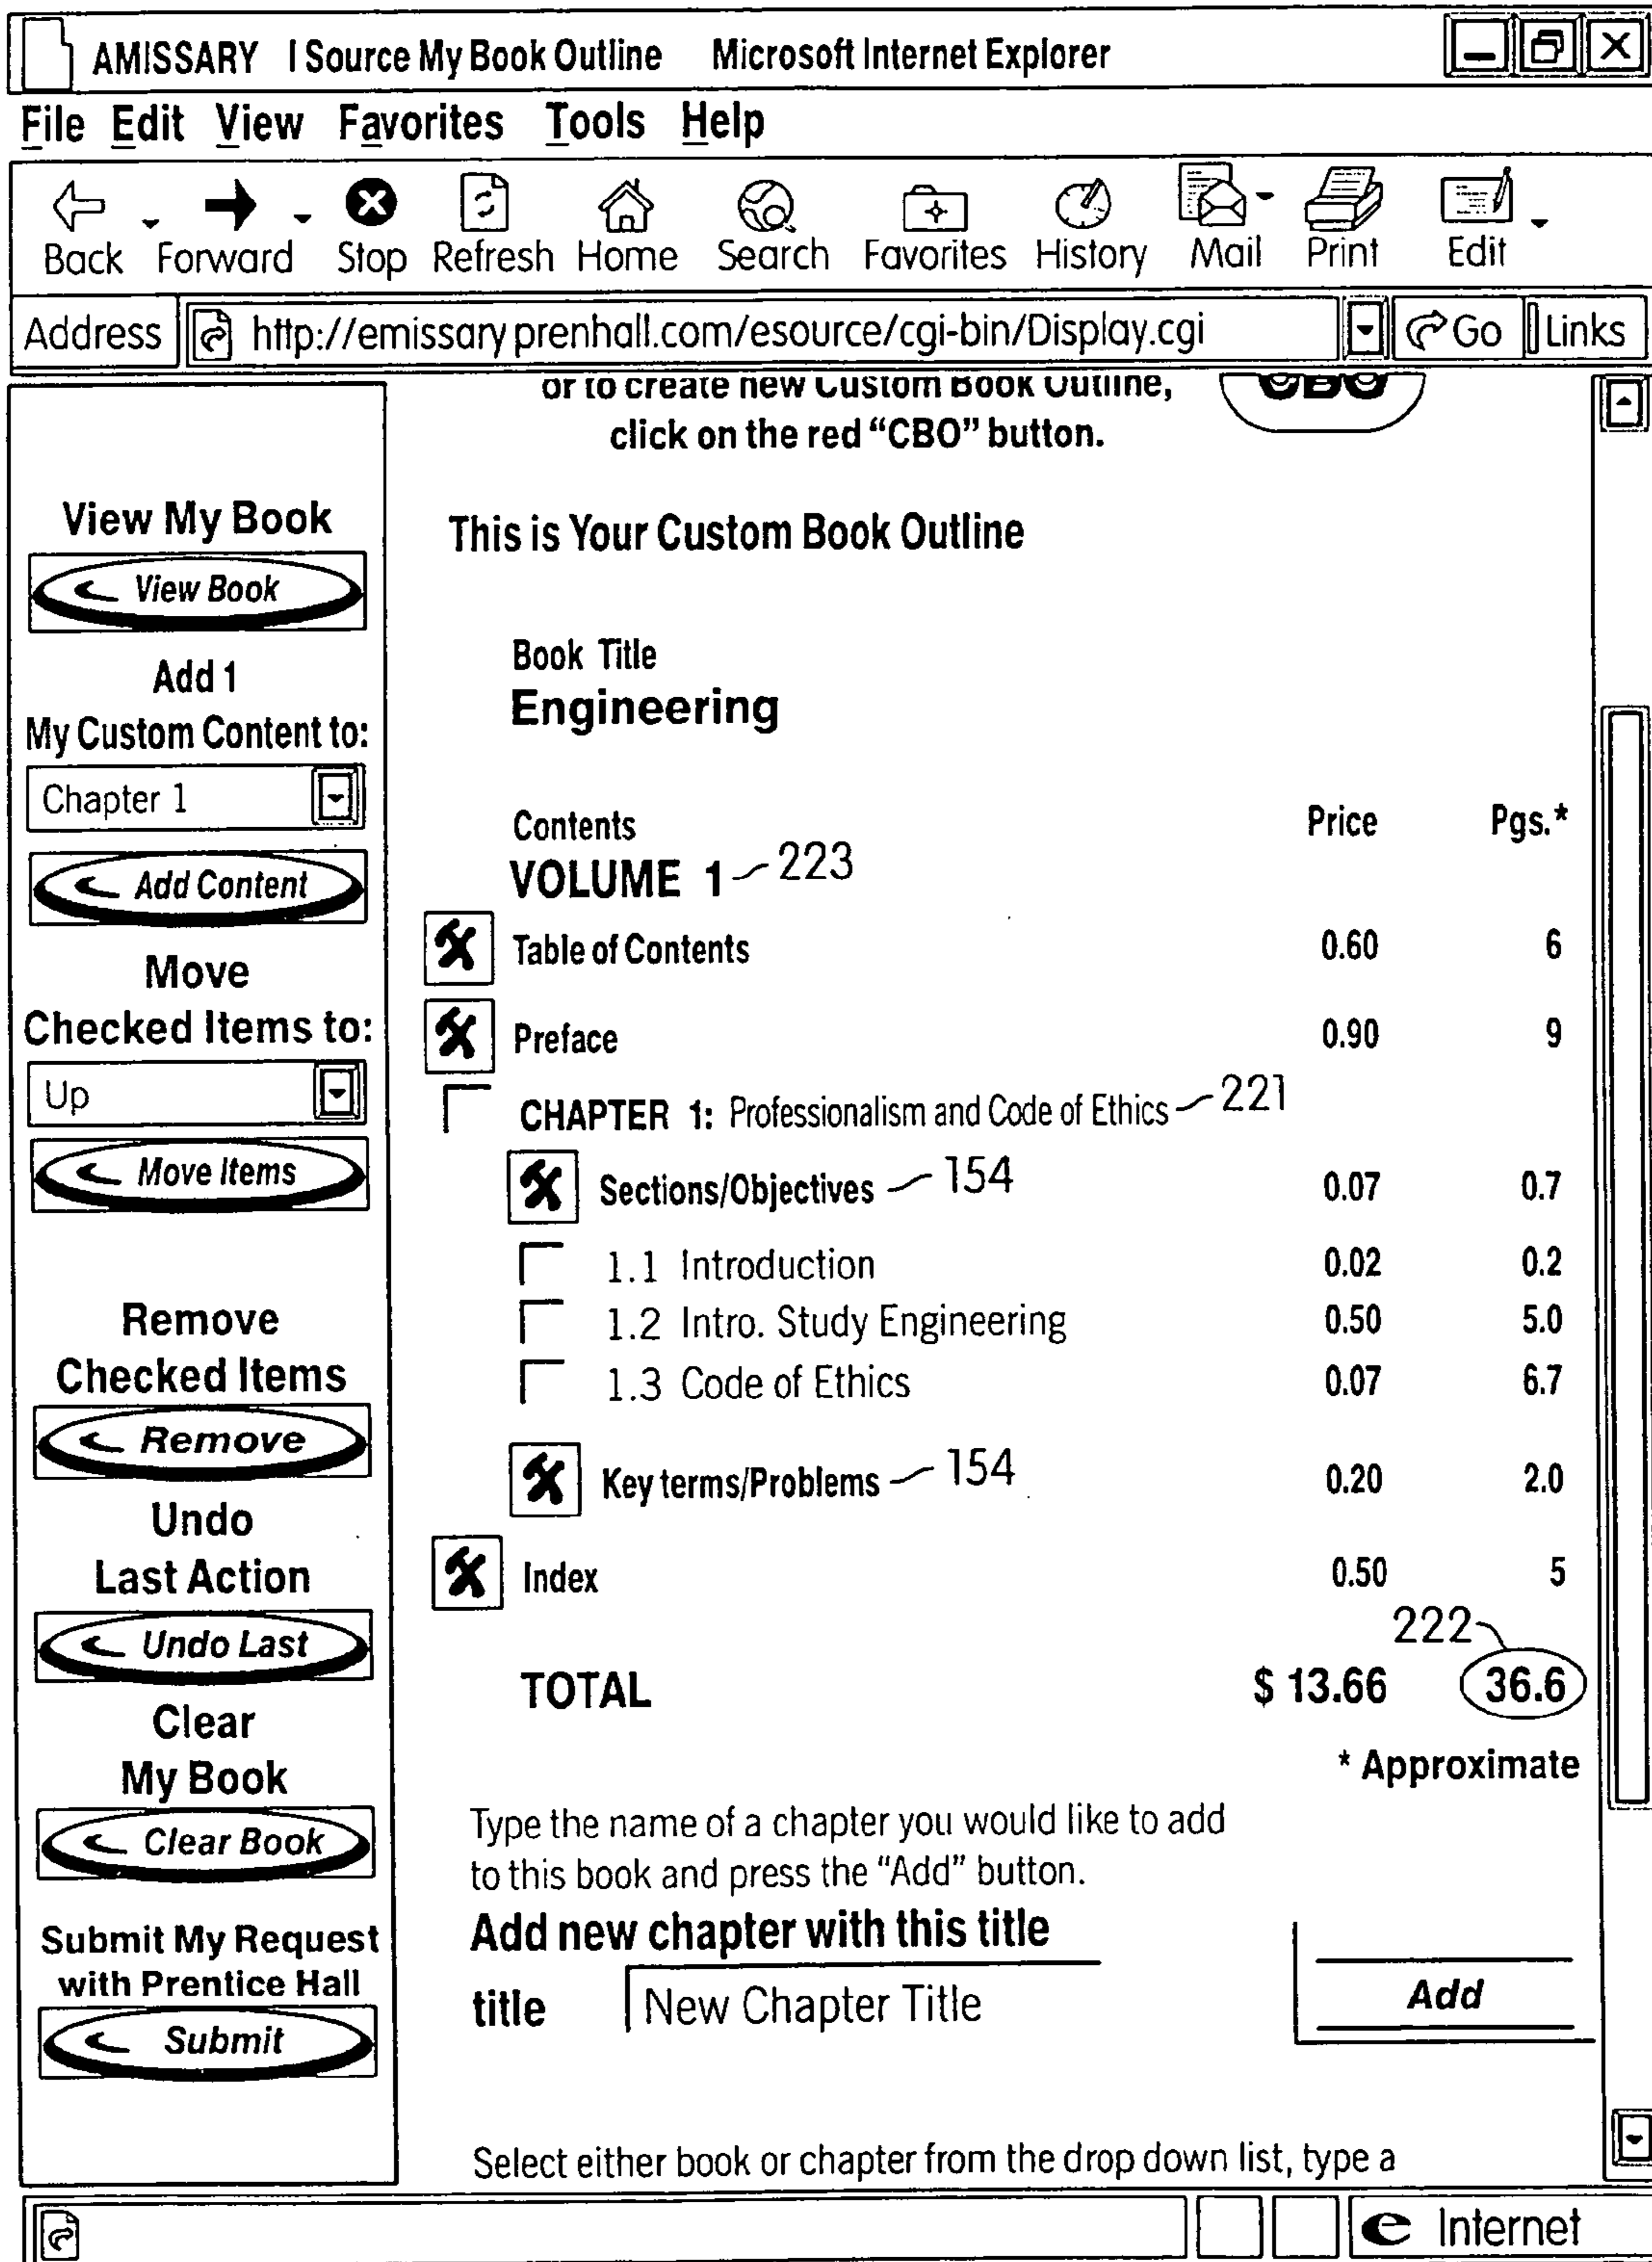 AMISSARY I Source My Book Outline Microsoft Internet Explorer
File Edit View Favorites Tools Help
Back Forward Stop Refresh Home Search Favorites History Mail Print Edit
Address http://emissary prenhall.com/esource/cgi-bin/Display.cgi Go Links
or to create new Custom Book Outline, CBO
click on the red “CBO” button.
View My Book
View Book
Add 1
My Custom Content to:
Chapter 1
Add Content
Move
Checked Items to:
Up
Move Items
Remove
Checked Items
Remove
Undo
Last Action
Undo Last
Clear
My Book
Clear Book
Submit My Request
with Prentice Hall
Submit
This is Your Custom Book Outline
Book Title
Engineering
Contents Price Pgs.*
VOLUME 1 223
Table of Contents 0.60 6
Preface 0.90 9
CHAPTER 1: Professionalism and Code of Ethics 221
Sections/Objectives 154 0.07 0.7
1.1 Introduction 0.02 0.2
1.2 Intro. Study Engineering 0.50 5.0
1.3 Code of Ethics 0.07 6.7
Key terms/Problems 154 0.20 2.0
Index 0.50 5
222
TOTAL $ 13.66 36.6
* Approximate
Type the name of a chapter you would like to add
to this book and press the “Add” button.
Add new chapter with this title
title New Chapter Title Add
Select either book or chapter from the drop down list, type a
e Internet